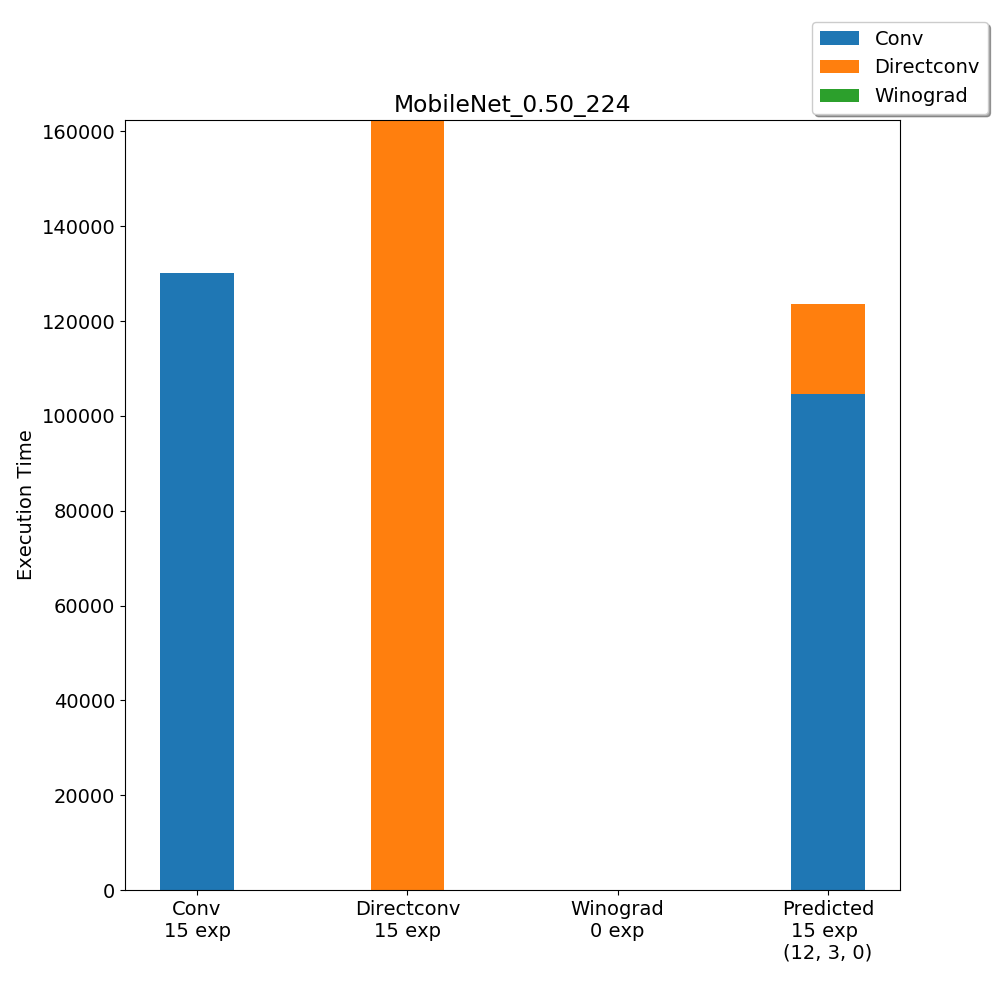 Conv
Directconv
Winograd
MobileNet_0.50_224
160000
140000
120000
100000
80000
60000
40000
20000
0
Execution Time
Conv
15 exp
Directconv
15 exp
Winograd
0 exp
Predicted
15 exp
(12, 3, 0)